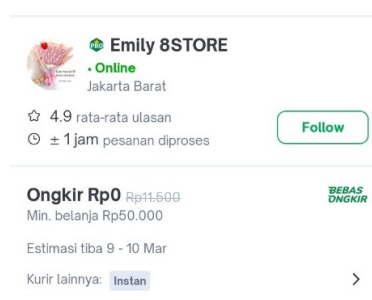 PRO Emily 8STORE
• Online
Jakarta Barat
4.9 rata-rata ulasan
± 1 jam pesanan diproses
Follow
Ongkir Rp0 Rp11.500
BEBAS
ONGKIR
Min. belanja Rp50.000
Estimasi tiba 9 - 10 Mar
Kurir lainnya: Instan